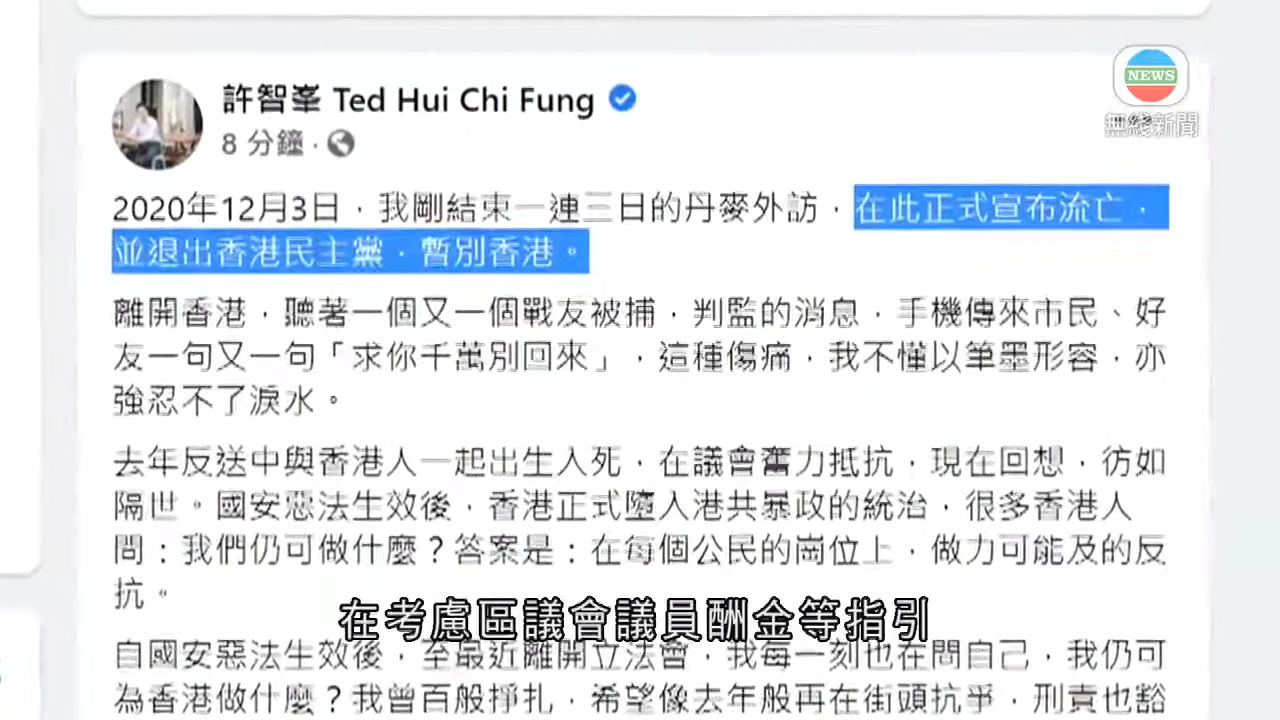 許智峯 Ted Hui Chi Fung
8 分鐘 ·
NEWS
無綫新聞
2020年12月3日，我剛結束一連三日的丹麥外訪，在此正式宣布流亡，
並退出香港民主黨，暫別香港。
離開香港，聽著一個又一個戰友被捕，判監的消息，手機傳來市民、好
友一句又一句「求你千萬別回來」，這種傷痛，我不懂以筆墨形容，亦
強忍不了淚水。
去年反送中與香港人一起出生入死，在議會奮力抵抗，現在回想，彷如
隔世。國安惡法生效後，香港正式墮入港共暴政的統治，很多香港人
問：我們仍可做什麼？答案是：在每個公民的崗位上，做力可能及的反
抗。
在考慮區議會議員酬金等指引
自國安惡法生效後，至最近離開立法會，我每一刻也在問自己，我仍可
為香港做什麼？我曾百般掙扎，希望像去年般再在街頭抗爭，刑責也豁